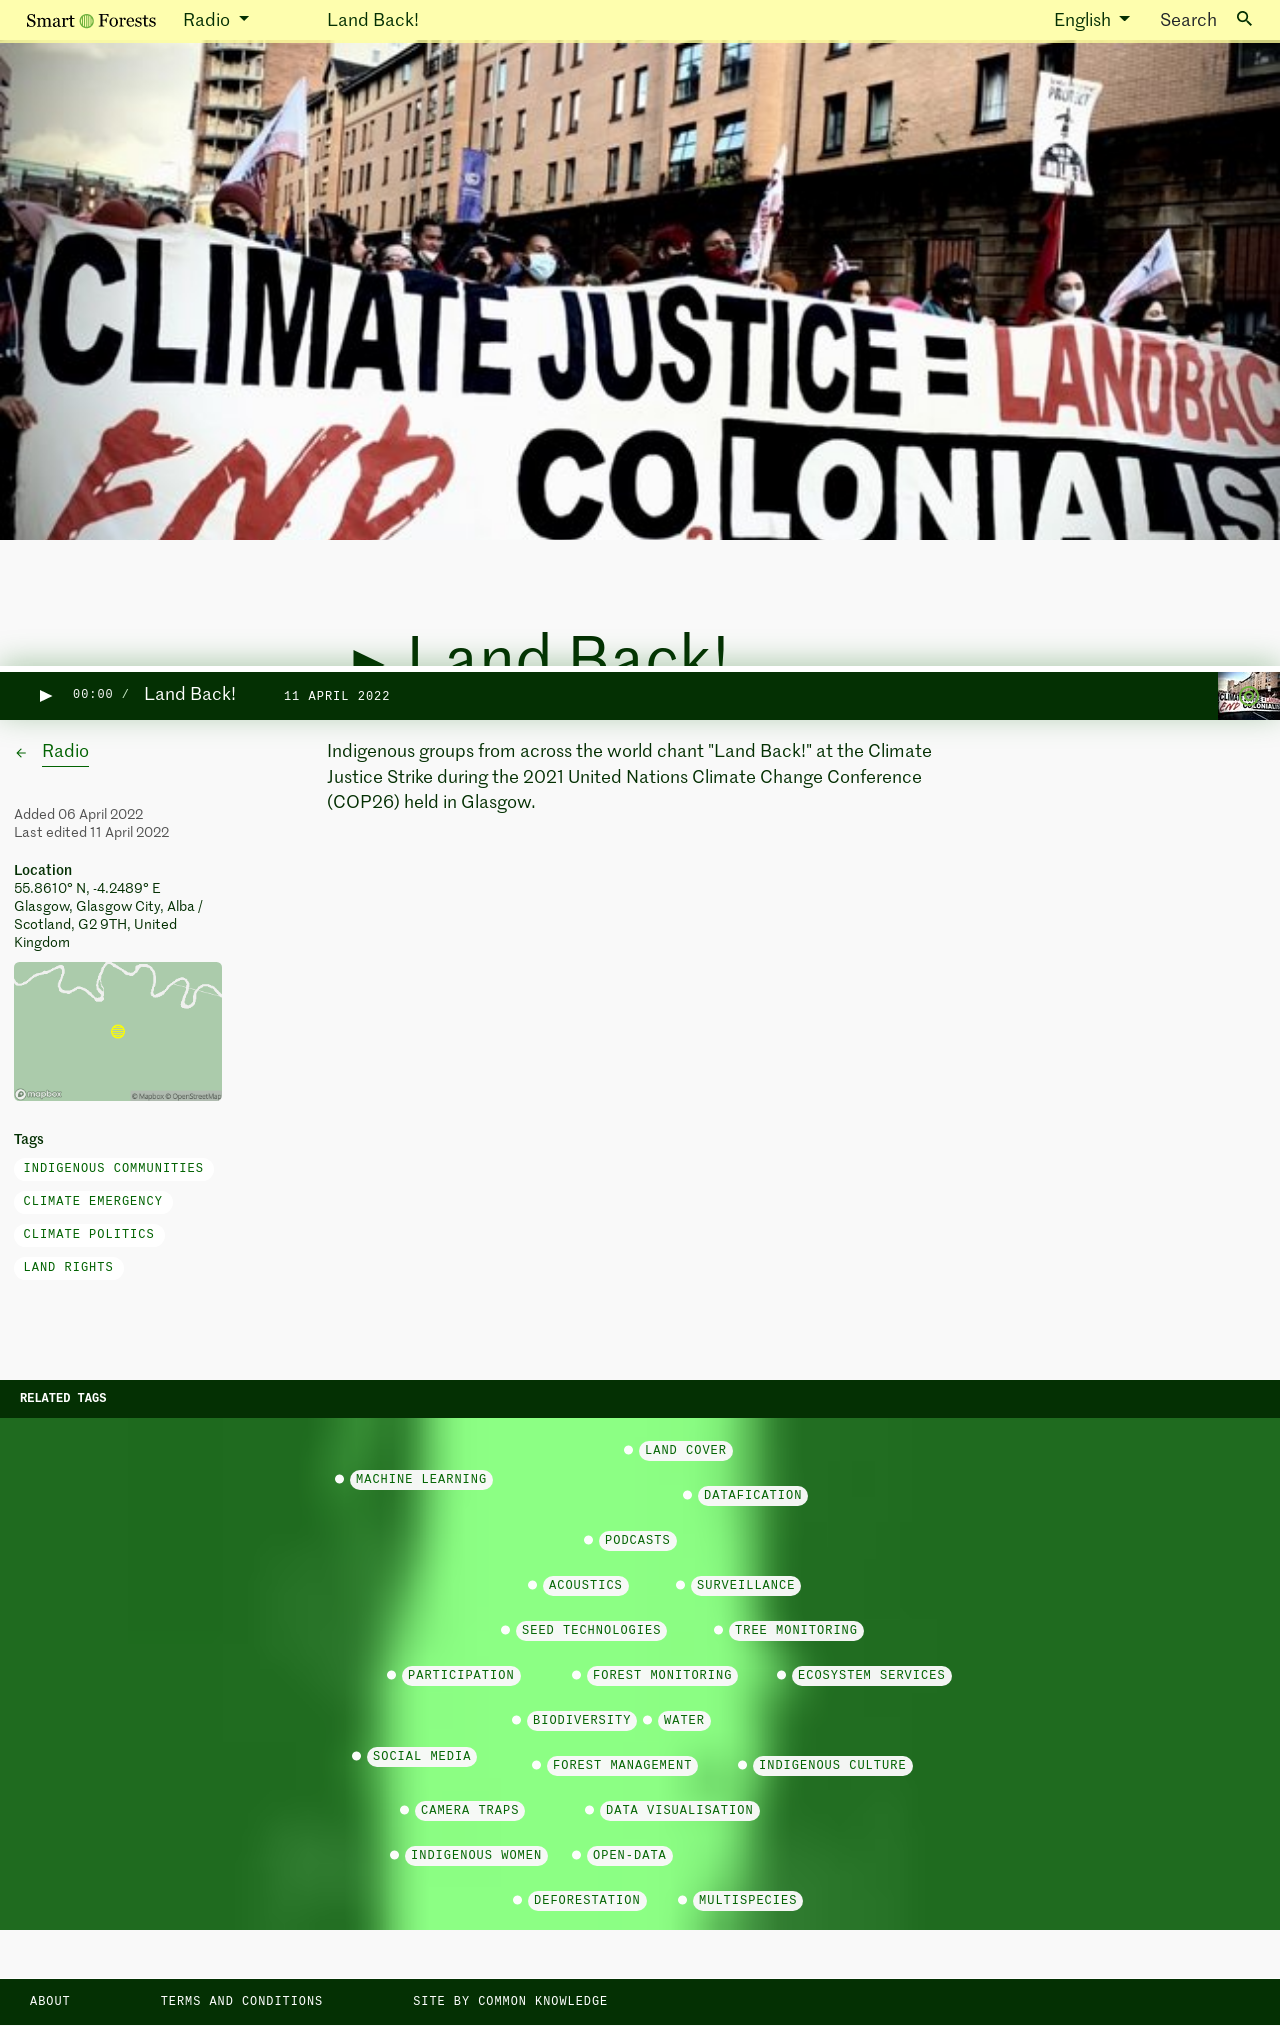 Smart Forests
Radio
Land Back!
English
Search
PROTECT
CLIMATE JUSTICE = LANDBAC
END COLONIALIS
▶ Land Back!
▶ 00:00 / Land Back! 11 APRIL 2022
← Radio
Indigenous groups from across the world chant "Land Back!" at the Climate
Justice Strike during the 2021 United Nations Climate Change Conference
(COP26) held in Glasgow.
Added 06 April 2022
Last edited 11 April 2022
Location
55.8610° N, -4.2489° E
Glasgow, Glasgow City, Alba /
Scotland, G2 9TH, United
Kingdom
mapbox
© Mapbox © OpenStreetMap
Tags
INDIGENOUS COMMUNITIES
CLIMATE EMERGENCY
CLIMATE POLITICS
LAND RIGHTS
RELATED TAGS
LAND COVER
MACHINE LEARNING
DATAFICATION
PODCASTS
ACOUSTICS
SURVEILLANCE
SEED TECHNOLOGIES
TREE MONITORING
PARTICIPATION
FOREST MONITORING
ECOSYSTEM SERVICES
BIODIVERSITY
WATER
SOCIAL MEDIA
FOREST MANAGEMENT
INDIGENOUS CULTURE
CAMERA TRAPS
DATA VISUALISATION
INDIGENOUS WOMEN
OPEN-DATA
DEFORESTATION
MULTISPECIES
ABOUT
TERMS AND CONDITIONS
SITE BY COMMON KNOWLEDGE